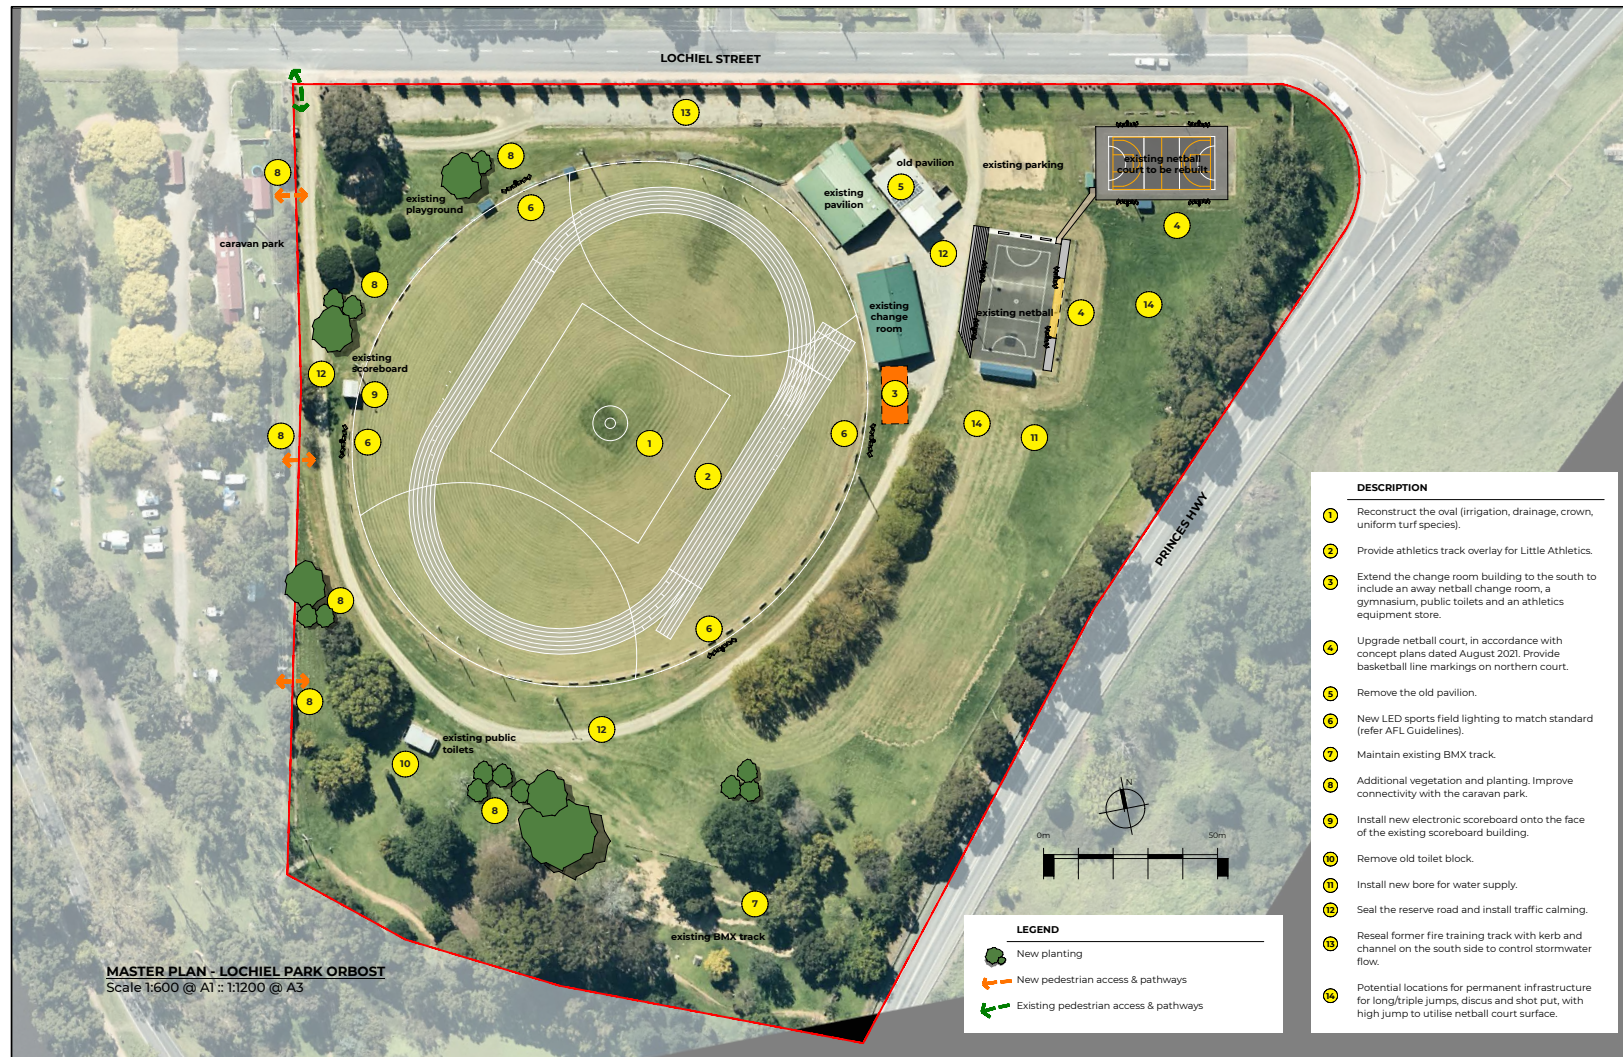 LOCHIEL STREET
13
8
8
old pavilion
existing parking
existing netball
court to be rebuilt
5
existing
pavilion
existing
playground
6
4
caravan park
12
8
existing
change
room
14
existing netball
4
existing
scoreboard
12
9
3
6
6
14
11
8
1
2
PRINCES HWY
8
6
8
12
existing public
toilets
10
8
7
existing BMX track
N
0m
50m
MASTER PLAN - LOCHIEL PARK ORBOST
Scale 1:600 @ A1 :: 1:1200 @ A3
LEGEND
New planting
New pedestrian access & pathways
Existing pedestrian access & pathways
DESCRIPTION
1 Reconstruct the oval (irrigation, drainage, crown,
uniform turf species).
2 Provide athletics track overlay for Little Athletics.
3 Extend the change room building to the south to
include an away netball change room, a
gymnasium, public toilets and an athletics
equipment store.
4 Upgrade netball court, in accordance with
concept plans dated August 2021. Provide
basketball line markings on northern court.
5 Remove the old pavilion.
6 New LED sports field lighting to match standard
(refer AFL Guidelines).
7 Maintain existing BMX track.
8 Additional vegetation and planting. Improve
connectivity with the caravan park.
9 Install new electronic scoreboard onto the face
of the existing scoreboard building.
10 Remove old toilet block.
11 Install new bore for water supply.
12 Seal the reserve road and install traffic calming.
13 Reseal former fire training track with kerb and
channel on the south side to control stormwater
flow.
14 Potential locations for permanent infrastructure
for long/triple jumps, discus and shot put, with
high jump to utilise netball court surface.